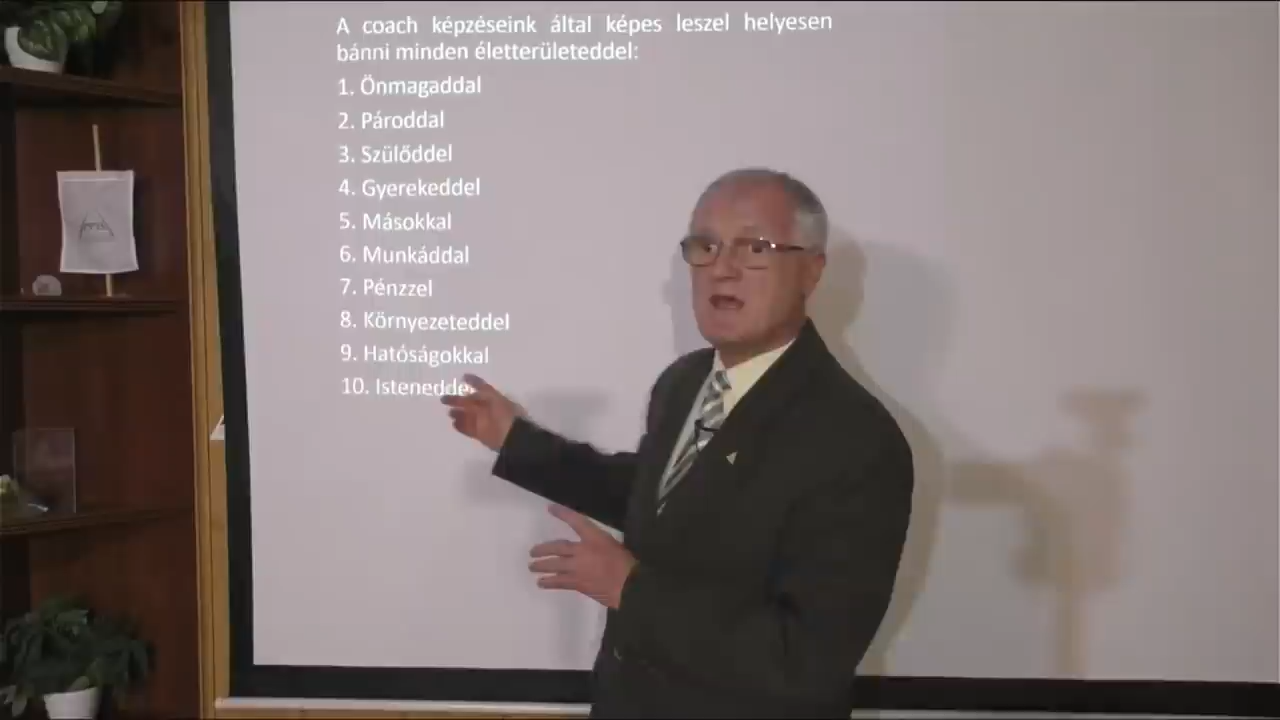 A coach képzéseink által képes leszel helyesen
bánni minden életterületeddel:
1. Önmagaddal
2. Pároddal
3. Szülőddel
4. Gyerekeddel
5. Másokkal
6. Munkáddal
7. Pénzzel
8. Környezeteddel
9. Hatóságokkal
10. Isteneddel